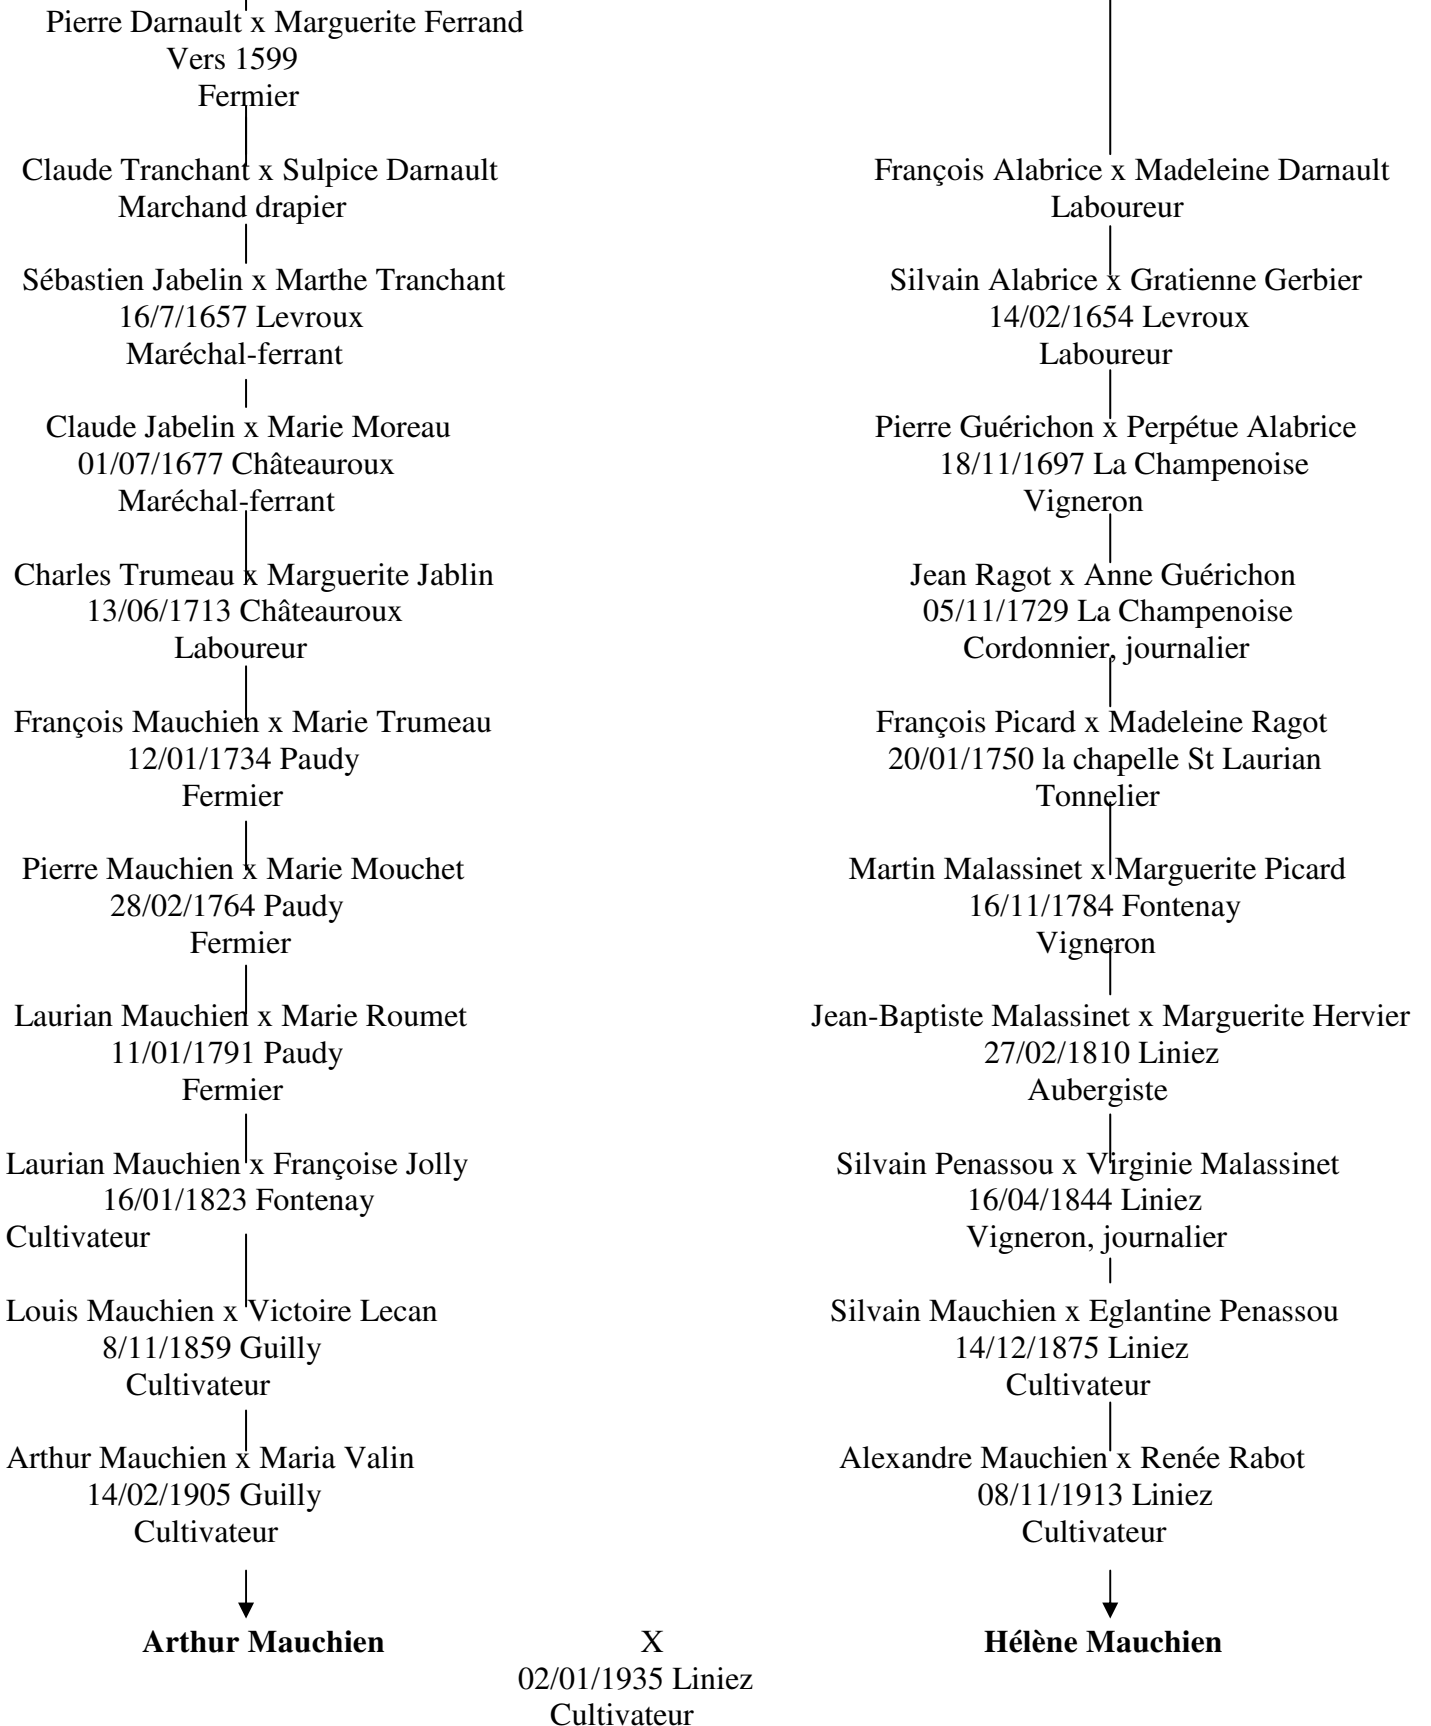 Pierre Darnault x Marguerite Ferrand
Vers 1599
Fermier
Claude Tranchant x Sulpice Darnault
Marchand drapier
Sébastien Jabelin x Marthe Tranchant
16/7/1657 Levroux
Maréchal-ferrant
Claude Jabelin x Marie Moreau
01/07/1677 Châteauroux
Maréchal-ferrant
Charles Trumeau x Marguerite Jablin
13/06/1713 Châteauroux
Laboureur
François Mauchien x Marie Trumeau
12/01/1734 Paudy
Fermier
Pierre Mauchien x Marie Mouchet
28/02/1764 Paudy
Fermier
Laurian Mauchien x Marie Roumet
11/01/1791 Paudy
Fermier
Laurian Mauchien x Françoise Jolly
16/01/1823 Fontenay
Cultivateur
Louis Mauchien x Victoire Lecan
8/11/1859 Guilly
Cultivateur
Arthur Mauchien x Maria Valin
14/02/1905 Guilly
Cultivateur
Arthur Mauchien
François Alabrice x Madeleine Darnault
Laboureur
Silvain Alabrice x Gratienne Gerbier
14/02/1654 Levroux
Laboureur
Pierre Guérichon x Perpétue Alabrice
18/11/1697 La Champenoise
Vigneron
Jean Ragot x Anne Guérichon
05/11/1729 La Champenoise
Cordonnier, journalier
François Picard x Madeleine Ragot
20/01/1750 la chapelle St Laurian
Tonnelier
Martin Malassinet x Marguerite Picard
16/11/1784 Fontenay
Vigneron
Jean-Baptiste Malassinet x Marguerite Hervier
27/02/1810 Liniez
Aubergiste
Silvain Penassou x Virginie Malassinet
16/04/1844 Liniez
Vigneron, journalier
Silvain Mauchien x Eglantine Penassou
14/12/1875 Liniez
Cultivateur
Alexandre Mauchien x Renée Rabot
08/11/1913 Liniez
Cultivateur
Hélène Mauchien
X
02/01/1935 Liniez
Cultivateur